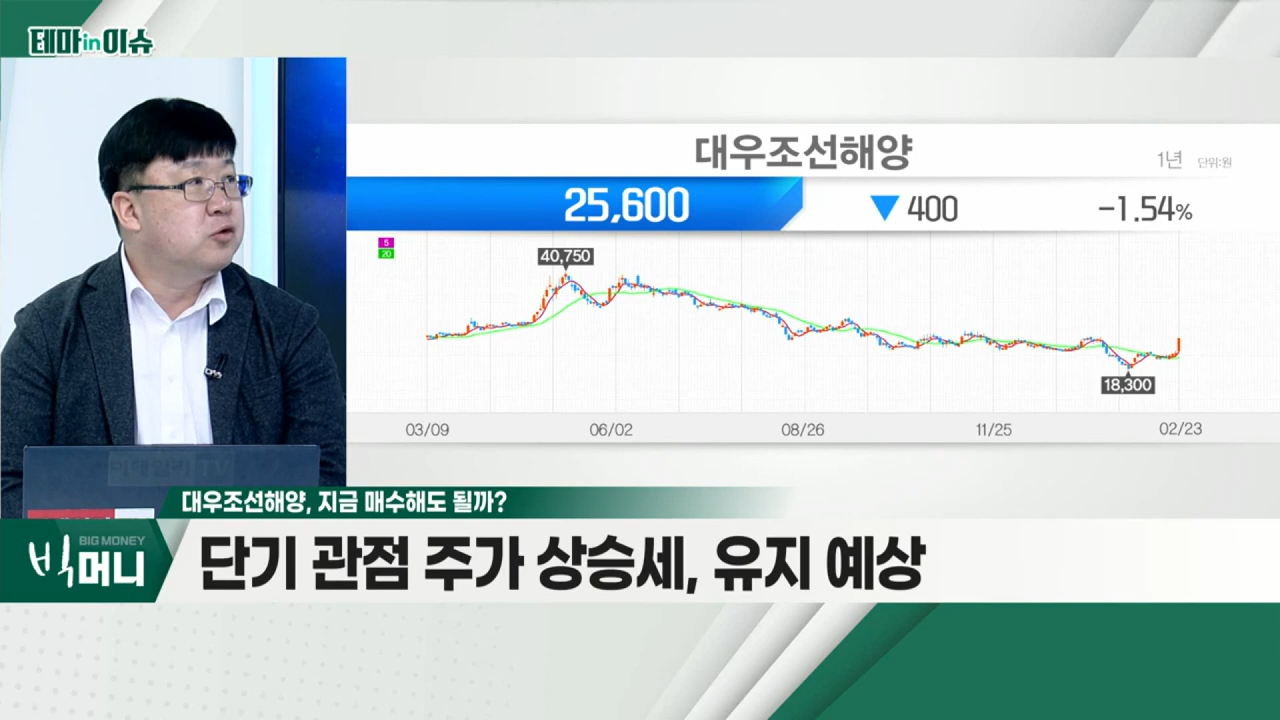 테마in이슈
대우조선해양
1년 단위:원
25,600 ▼400 -1.54%
5
20
40,750
18,300
03/09 06/02 08/26 11/25 02/23
대우조선해양, 지금 매수해도 될까?
BIG MONEY
빅머니
단기 관점 주가 상승세, 유지 예상